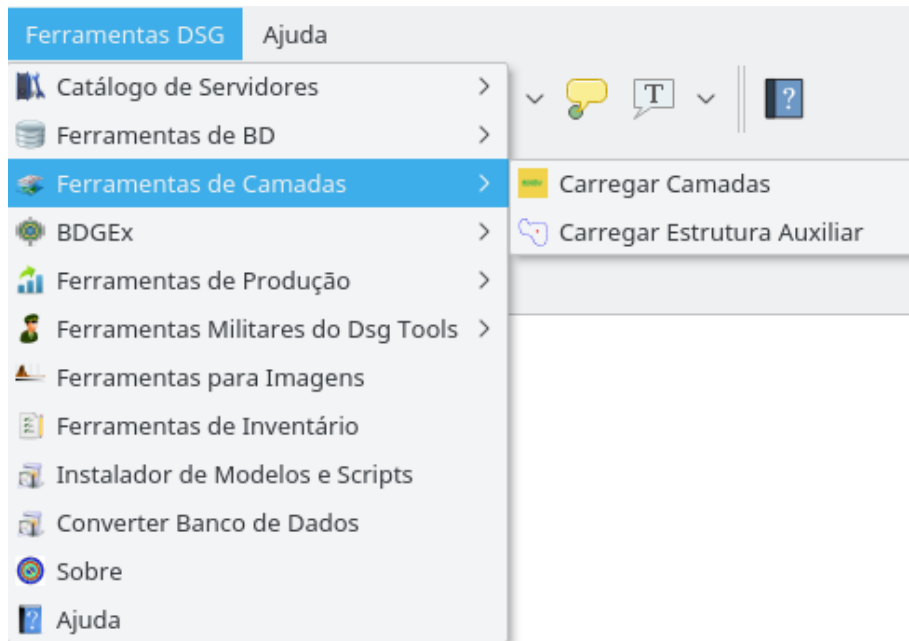 Ferramentas DSG Ajuda
Catálogo de Servidores
T
?
Ferramentas de BD
Ferramentas de Camadas
Carregar Camadas
BDGEx
Carregar Estrutura Auxiliar
Ferramentas de Produção
Ferramentas Militares do Dsg Tools
Ferramentas para Imagens
Ferramentas de Inventário
Instalador de Modelos e Scripts
Converter Banco de Dados
Sobre
? Ajuda